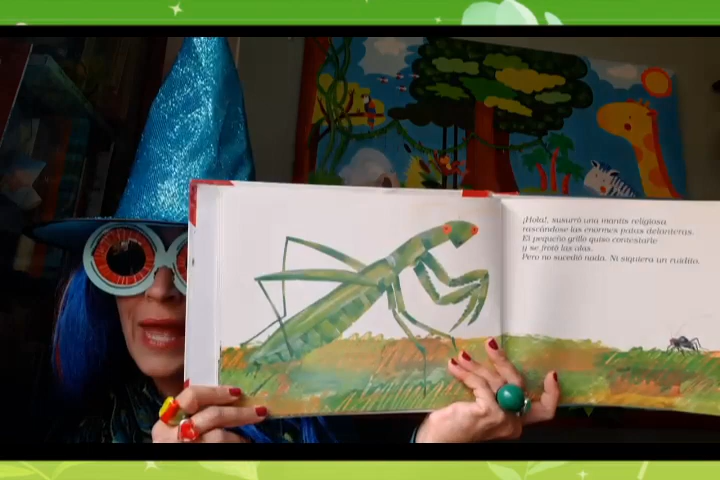 ¡Hola!, susurró una mantis religiosa
rascándose las enormes patas delanteras.
El pequeño grillo quiso contestarle
y se frotó las alas.
Pero no sucedió nada. Ni siquiera un ruidito.